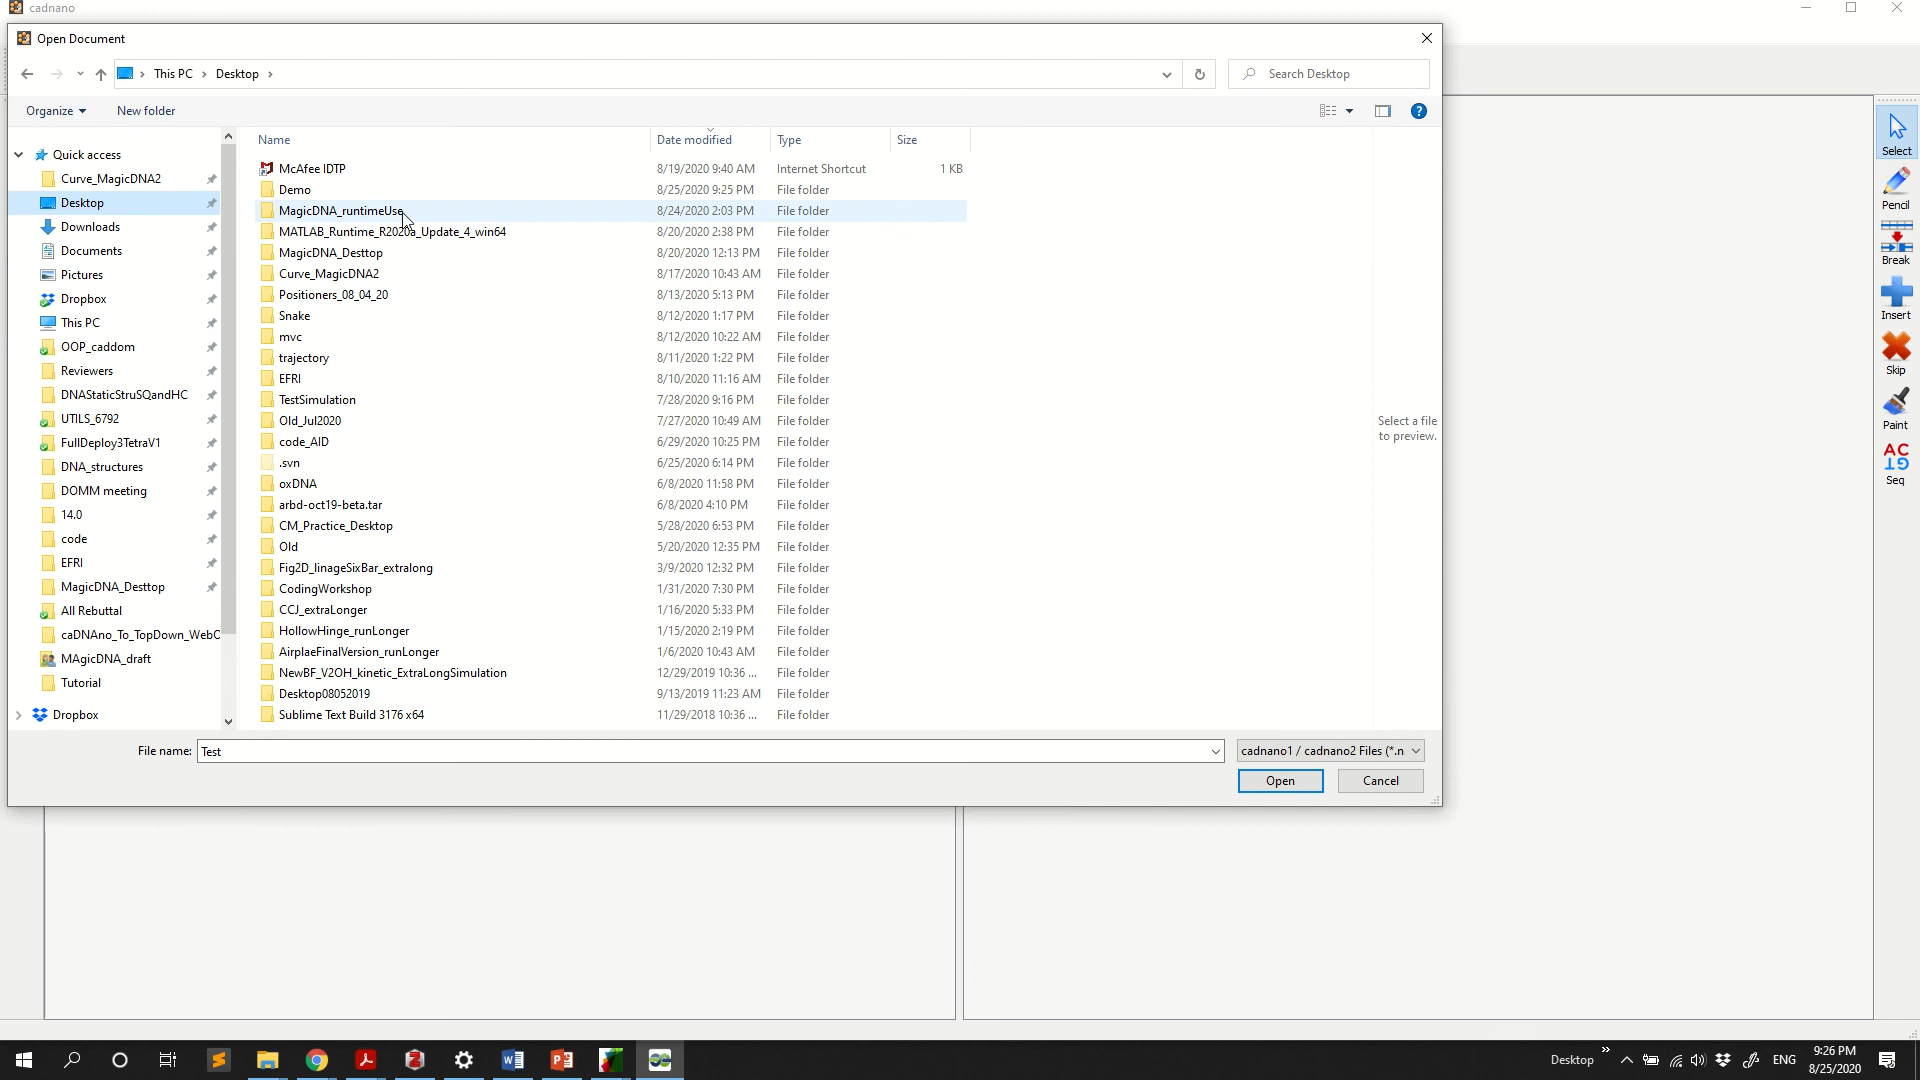 cadnano
Open Document
This PC Desktop
Search Desktop
Organize New folder
Name Date modified Type Size
Quick access
Curve_MagicDNA2
Desktop
Downloads
Documents
Pictures
Dropbox
This PC
OOP_caddom
Reviewers
DNAStaticStruSQandHC
UTILS_6792
FullDeploy3TetraV1
DNA_structures
DOMM meeting
14.0
code
EFRI
MagicDNA_Desttop
All Rebuttal
caDNAno_To_TopDown_WebC
MAgicDNA_draft
Tutorial
Dropbox
McAfee IDTP 8/19/2020 9:40 AM Internet Shortcut 1 KB
Demo 8/25/2020 9:25 PM File folder
MagicDNA_runtimeUse 8/24/2020 2:03 PM File folder
MATLAB_Runtime_R2020a_Update_4_win64 8/20/2020 2:38 PM File folder
MagicDNA_Desttop 8/20/2020 12:13 PM File folder
Curve_MagicDNA2 8/17/2020 10:43 AM File folder
Positioners_08_04_20 8/13/2020 5:13 PM File folder
Snake 8/12/2020 1:17 PM File folder
mvc 8/12/2020 10:22 AM File folder
trajectory 8/11/2020 1:22 PM File folder
EFRI 8/10/2020 11:16 AM File folder
TestSimulation 7/28/2020 9:16 PM File folder
Old_Jul2020 7/27/2020 10:49 AM File folder
code_AID 6/29/2020 10:25 PM File folder
.svn 6/25/2020 6:14 PM File folder
oxDNA 6/8/2020 11:58 PM File folder
arbd-oct19-beta.tar 6/8/2020 4:10 PM File folder
CM_Practice_Desktop 5/28/2020 6:53 PM File folder
Old 5/20/2020 12:35 PM File folder
Fig2D_linageSixBar_extralong 3/9/2020 12:32 PM File folder
CodingWorkshop 1/31/2020 7:30 PM File folder
CCJ_extraLonger 1/16/2020 5:33 PM File folder
HollowHinge_runLonger 1/15/2020 2:19 PM File folder
AirplaeFinalVersion_runLonger 1/6/2020 10:43 AM File folder
NewBF_V2OH_kinetic_ExtraLongSimulation 12/29/2019 10:36 ... File folder
Desktop08052019 9/13/2019 11:23 AM File folder
Sublime Text Build 3176 x64 11/29/2018 10:36 ... File folder
Select a file
to preview.
File name: Test cadnano1 / cadnano2 Files (*.n
Open Cancel
Select
Pencil
Break
Insert
Skip
Paint
AC
TG
Seq
Desktop ENG 9:26 PM
8/25/2020